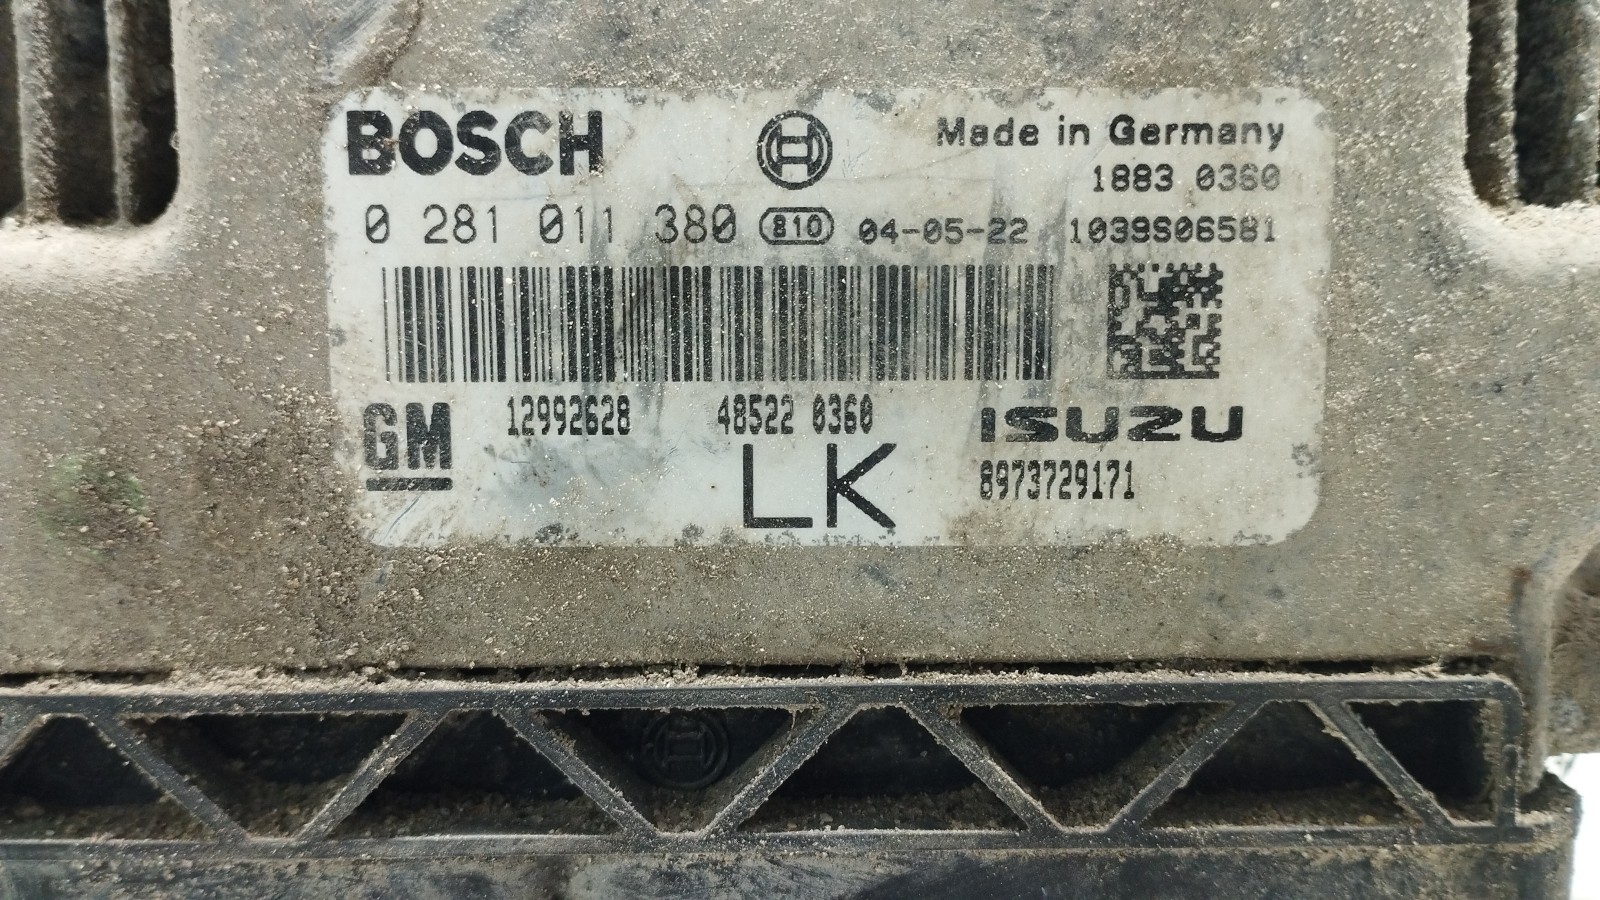 BOSCH
Made in Germany
1883 0360
0 281 011 380 810 04-05-22 1039S06581
GM 12992628 48522 0360 ISUZU
LK 8973729171